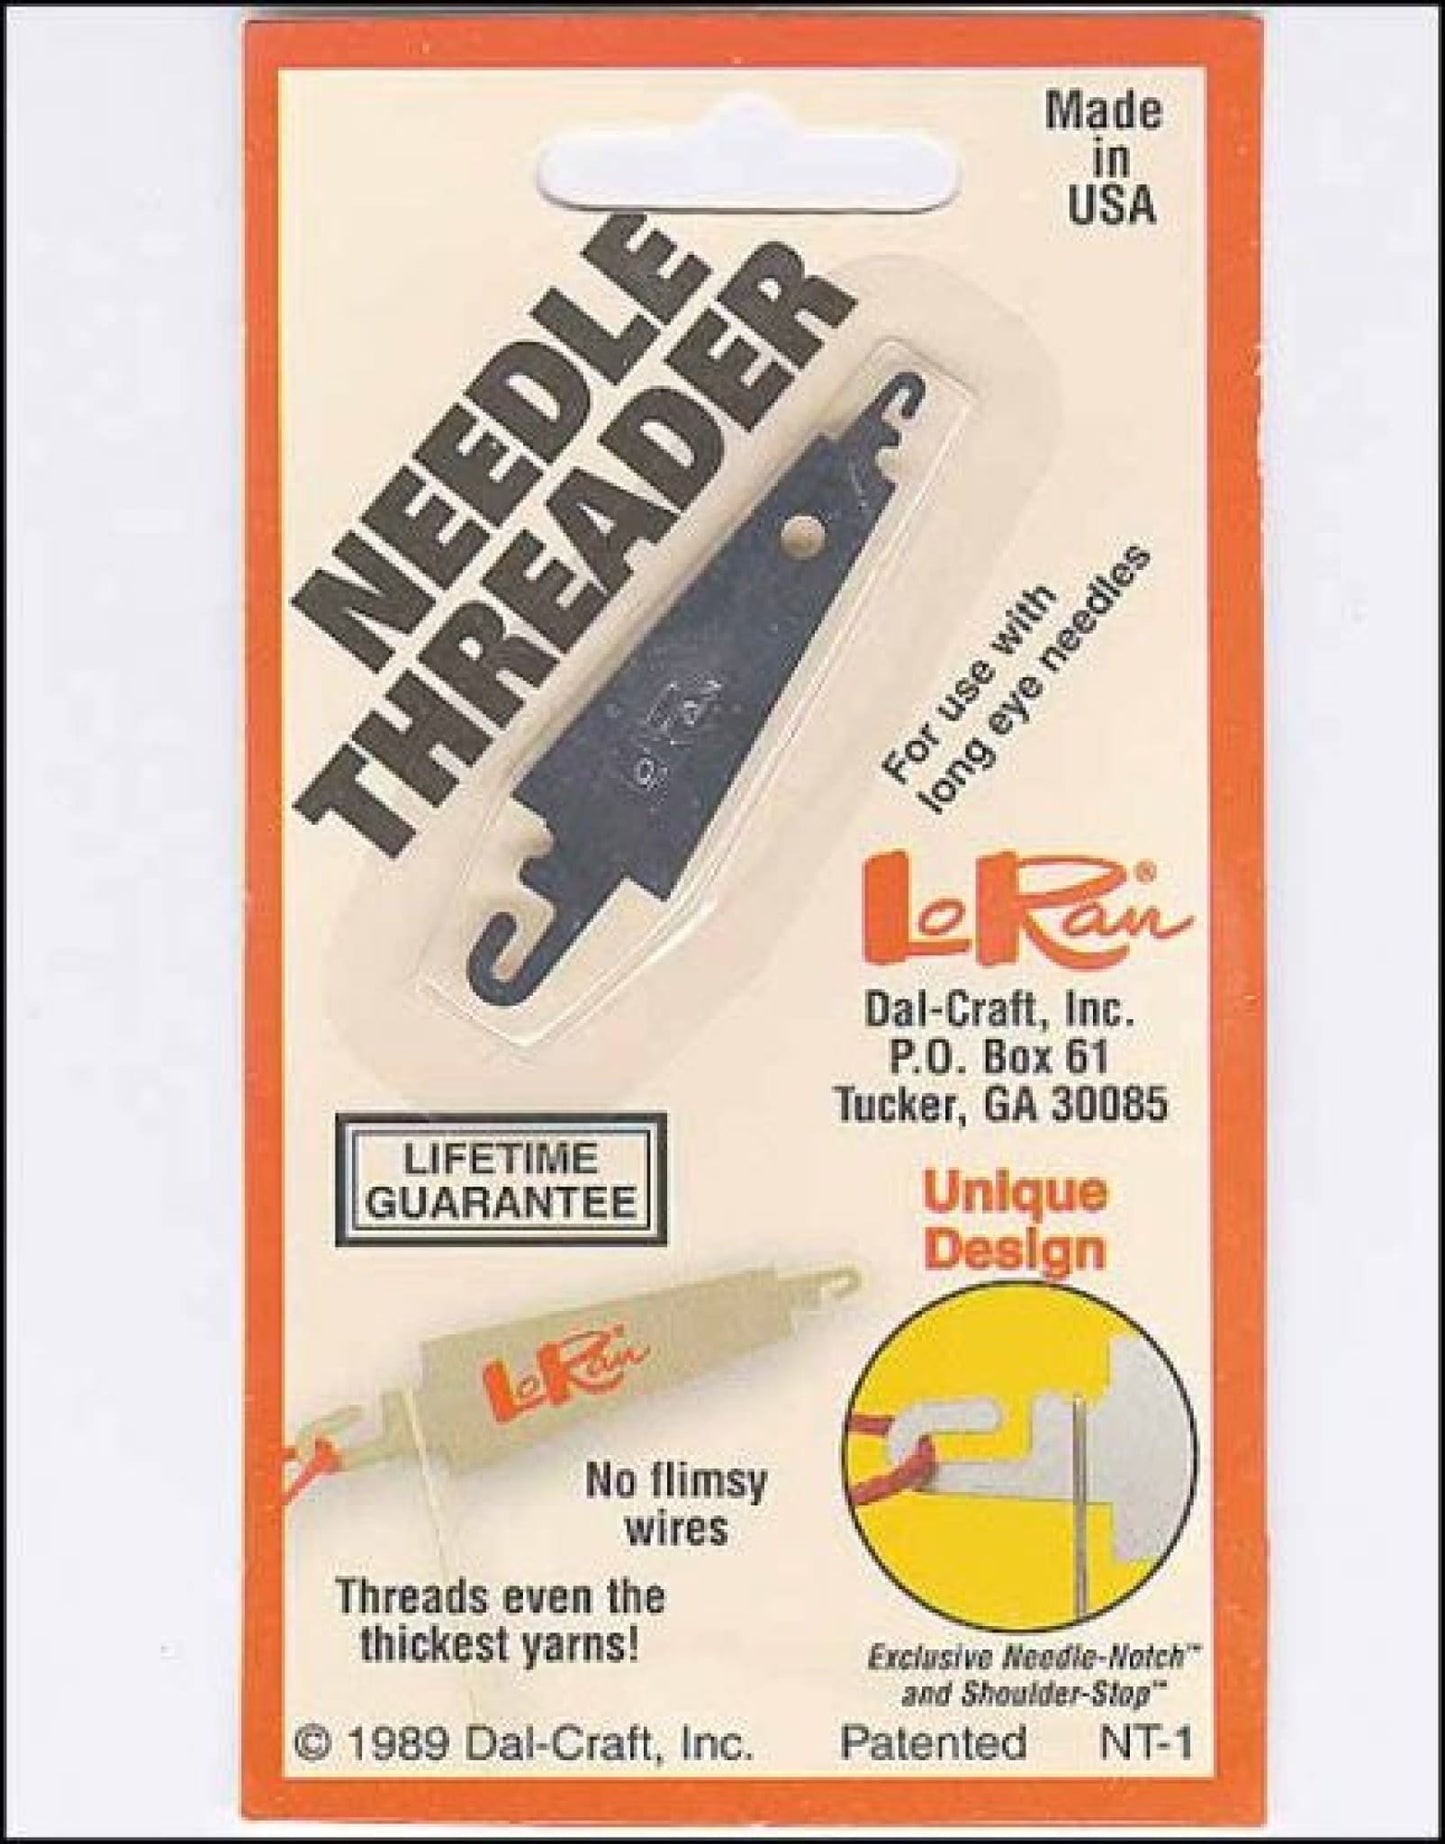 Made
in
USA
NEEDLE
THREADER
For use with
long eye needles
LoRan®
Dal-Craft, Inc.
P.O. Box 61
Tucker, GA 30085
LIFETIME
GUARANTEE
Unique
Design
LoRan®
No flimsy
wires
Threads even the
thickest yarns!
Exclusive Needle-Notch™
and Shoulder-Stop™
© 1989 Dal-Craft, Inc. Patented NT-1